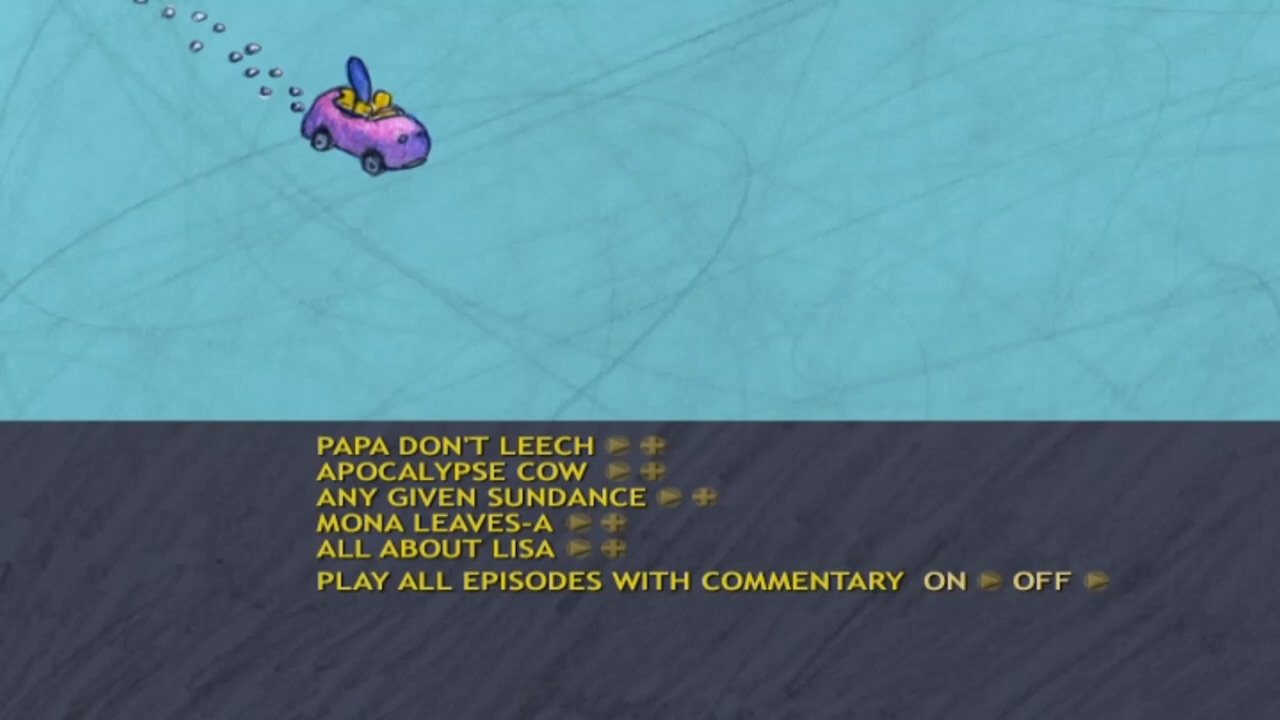 PAPA DON'T LEECH
APOCALYPSE COW
ANY GIVEN SUNDANCE
MONA LEAVES-A
ALL ABOUT LISA
PLAY ALL EPISODES WITH COMMENTARY ON OFF